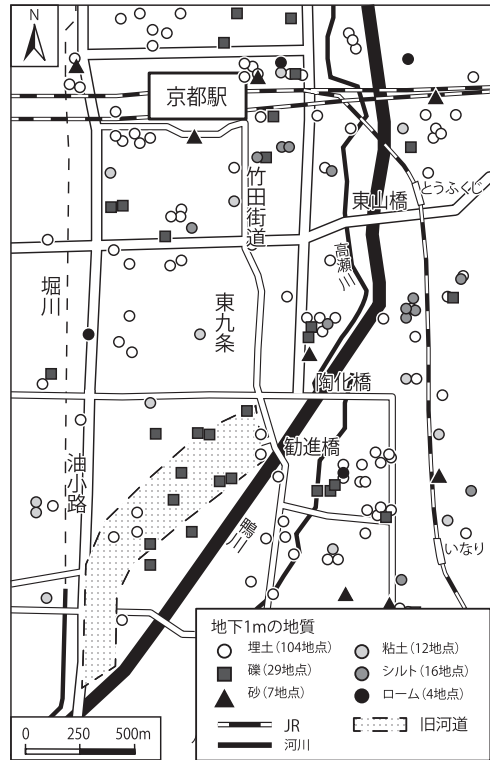 N
京都駅
とうふくじ
竹田街道
東山橋
高瀬川
堀川
東九条
陶化橋
勧進橋
油小路
鴨川
いなり
地下1mの地質
埋土(104地点)
礫(29地点)
砂(7地点)
粘土(12地点)
シルト(16地点)
ローム(4地点)
JR
河川
旧河道
0 250 500m